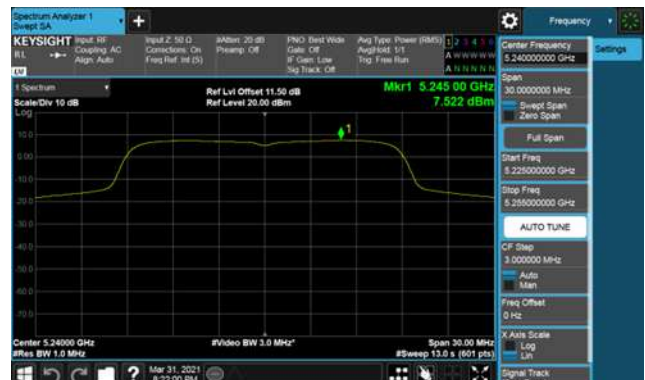 Spectrum Analyzer 1
Swept SA
Frequency
KEYSIGHT Input: RF Input Z: 50 Ω #Atten: 20 dB PNO: Best Wide Avg Type: Power (RMS) 1 2 3 4 5 6
RL Coupling: AC Corrections: On Preamp: Off Gate: Off Avg|Hold: 1/1 A W W W W W
Align: Auto Freq Ref: Int (S) IF Gain: Low Trig: Free Run
Sig Track: Off A N N N N N
Center Frequency
5.240000000 GHz
Settings
Span
30.0000000 MHz
Swept Span
Zero Span
Full Span
Start Freq
5.225000000 GHz
Stop Freq
5.255000000 GHz
AUTO TUNE
CF Step
3.000000 MHz
Auto
Man
Freq Offset
0 Hz
X Axis Scale
Log
Lin
Signal Track
1 Spectrum
Scale/Div 10 dB
Log
Ref Lvl Offset 11.50 dB
Ref Level 20.00 dBm
Mkr1 5.245 00 GHz
7.522 dBm
1
10.0
0.00
-10.0
-20.0
-30.0
-40.0
-50.0
-60.0
-70.0
Center 5.24000 GHz #Video BW 3.0 MHz* Span 30.00 MHz
#Res BW 1.0 MHz #Sweep 13.0 s (601 pts)
? Mar 31, 2021
8:22:00 PM